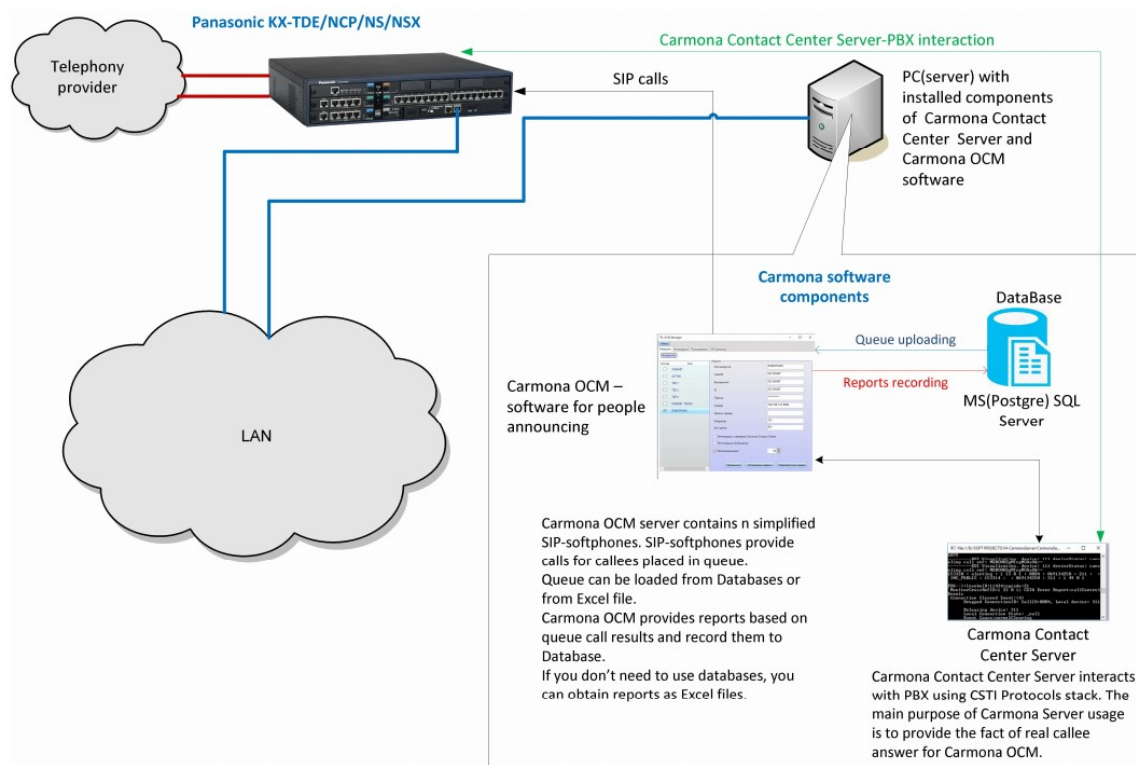 Panasonic KX-TDE/NCP/NS/NSX
Carmona Contact Center Server-PBX interaction
Telephony
provider
Panasonic
SIP calls
PC(server) with
installed components
of Carmona Contact
Center Server and
Carmona OCM
software
Carmona software
components
DataBase
Queue uploading
Reports recording
MS(Postgre) SQL
Server
Carmona OCM –
software for people
announcing
LAN
Carmona OCM server contains n simplified
SIP-softphones. SIP-softphones provide
calls for callees placed in queue.
Queue can be loaded from Databases or
from Excel file.
Carmona OCM provides reports based on
queue call results and record them to
Database.
If you don't need to use databases, you
can obtain reports as Excel files.
Carmona Contact
Center Server
Carmona Contact Center Server interacts
with PBX using CSTI Protocols stack. The
main purpose of Carmona Server usage
is to provide the fact of real callee
answer for Carmona OCM.